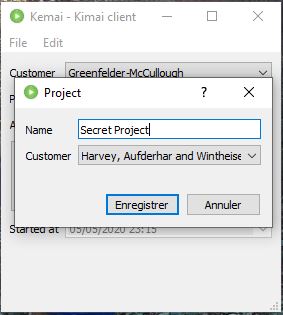 Kemai - Kimai client
File Edit
Customer Greenfelder-McCullough
Project
Name Secret Project
Customer Harvey, Aufderhar and Wintheise
Enregistrer Annuler
Started at 05/05/2020 23:15